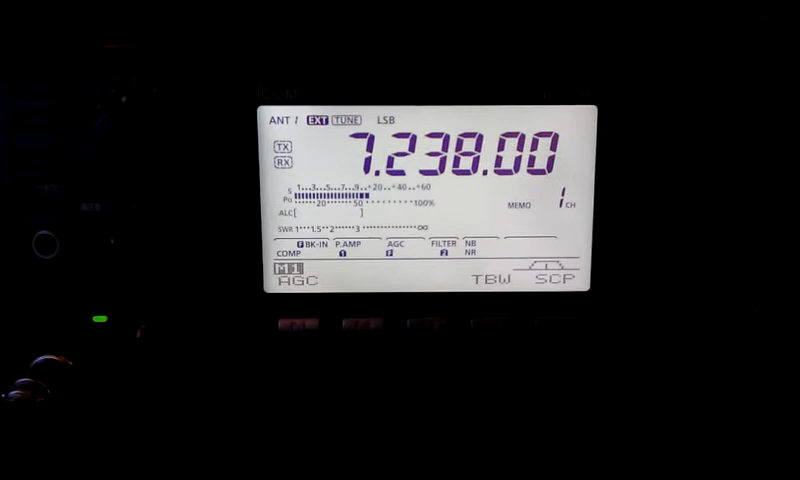 ANT 1 EXT TUNE LSB
TX
RX
7.238.00
S 1...3...5...7...9..+20..+40..+60
Po ......20......50..........100%
MEMO 1 CH
ALC[ ]
SWR 1•••1.5••2•••••3••••••••••••••••∞
F BK-IN P.AMP AGC FILTER NB
COMP 1 F 2 NR
M1
AGC TBW SCP